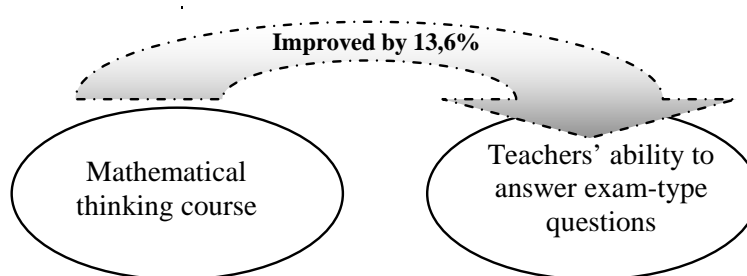 Improved by 13,6%
Mathematical
thinking course
Teachers’ ability to
answer exam-type
questions